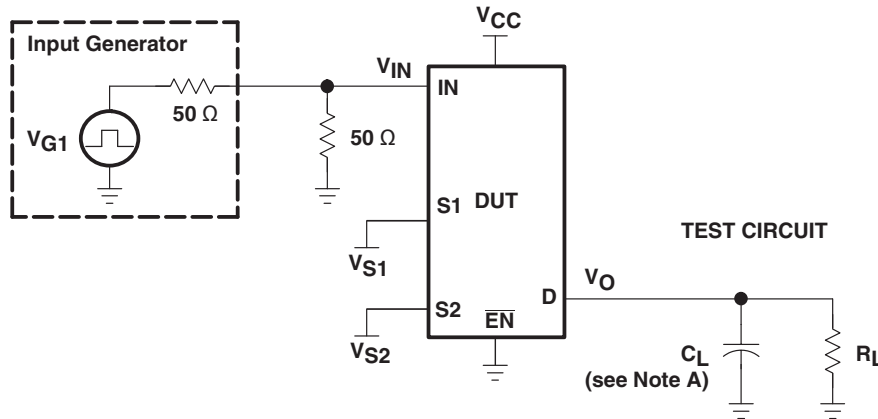 Input Generator
VCC
VIN
IN
50 Ω
VG1
50 Ω
S1
DUT
VS1
TEST CIRCUIT
VO
D
S2
EN
VS2
CL
(see Note A)
RL